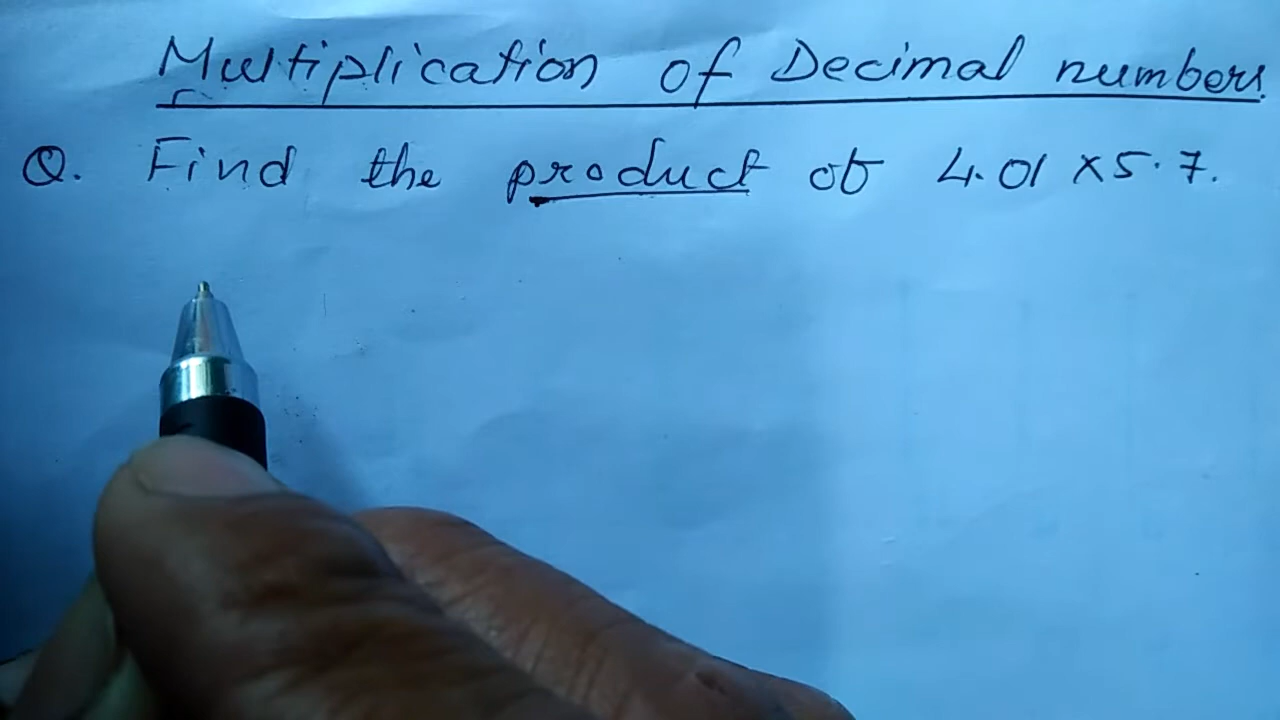 Multiplication of Decimal numbers.
Q. Find the product of 4.01 x 5.7.